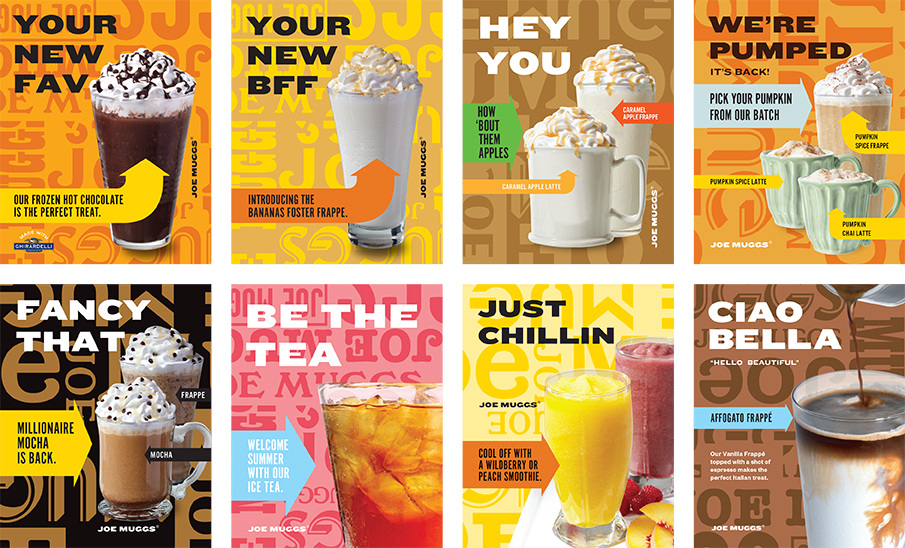 YOUR
NEW
FAV
OUR FROZEN HOT CHOCOLATE
IS THE PERFECT TREAT.
JOE MUGGS®
MADE WITH
GHIRARDELLI
YOUR
NEW
BFF
INTRODUCING THE
BANANAS FOSTER FRAPPE.
JOE MUGGS®
HEY
YOU
HOW
'BOUT
THEM
APPLES
CARAMEL
APPLE FRAPPE
CARAMEL APPLE LATTE
JOE MUGGS®
WE'RE
PUMPED
IT'S BACK!
PICK YOUR PUMPKIN
FROM OUR BATCH
PUMPKIN
SPICE FRAPPE
PUMPKIN SPICE LATTE
PUMPKIN
CHAI LATTE
JOE MUGGS®
FANCY
THAT
FRAPPE
MILLIONAIRE
MOCHA
IS BACK.
MOCHA
JOE MUGGS®
BE THE
TEA
WELCOME
SUMMER
WITH OUR
ICE TEA.
JOE MUGGS®
JUST
CHILLIN
JOE MUGGS®
COOL OFF WITH
A WILDBERRY OR
PEACH SMOOTHIE.
CIAO
BELLA
"HELLO BEAUTIFUL"
AFFOGATO FRAPPÉ
Our Vanilla Frappé
topped with a shot of
espresso makes the
perfect Italian treat.
JOE MUGGS®